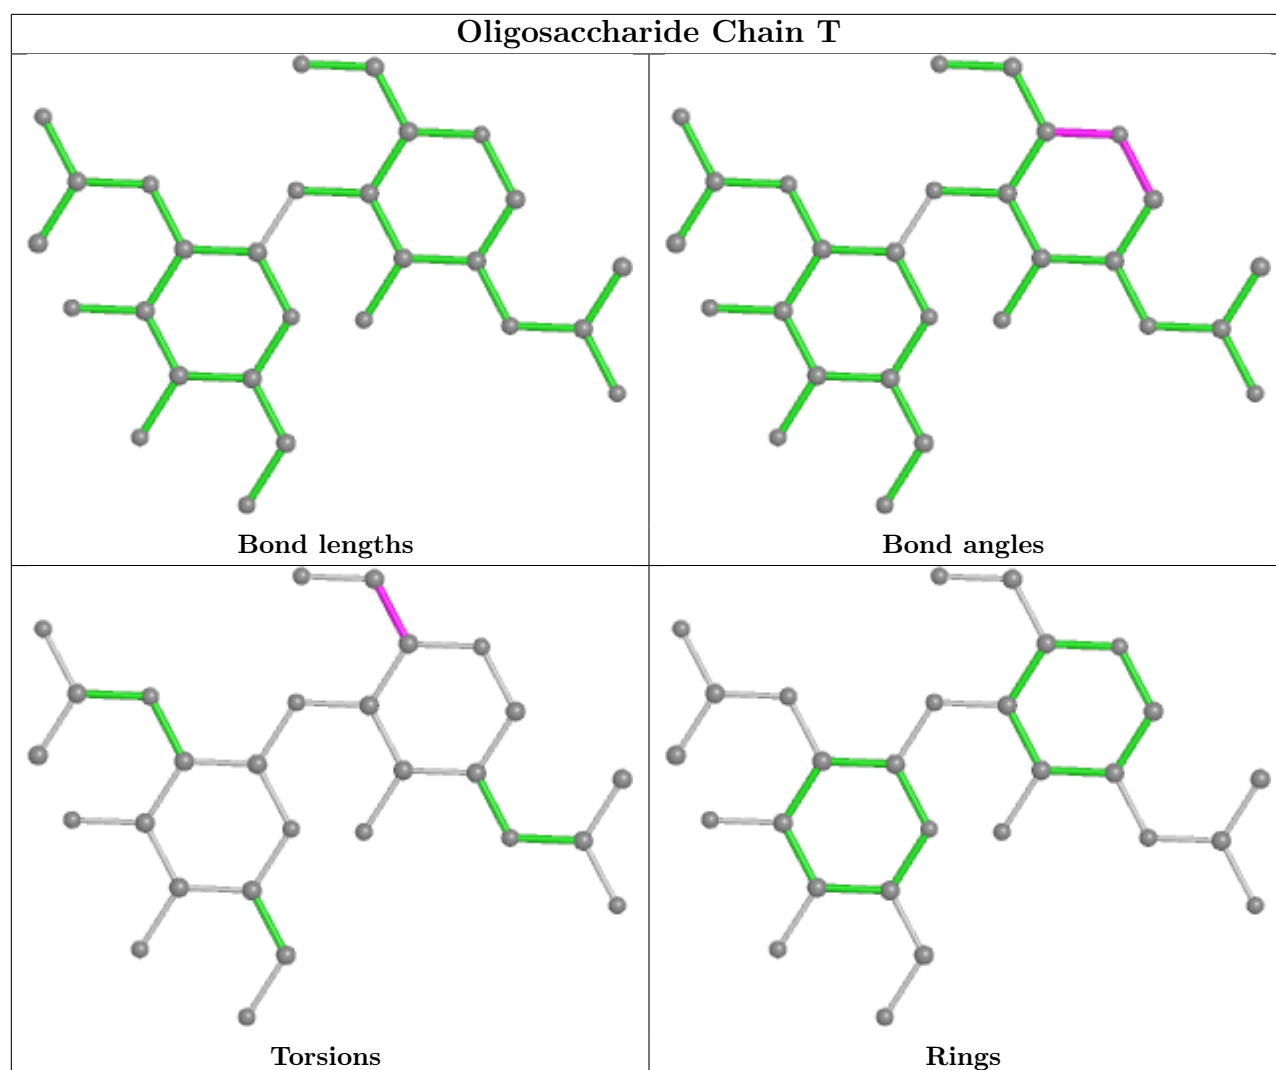 Oligosaccharide Chain T
Bond lengths
Bond angles
Torsions
Rings